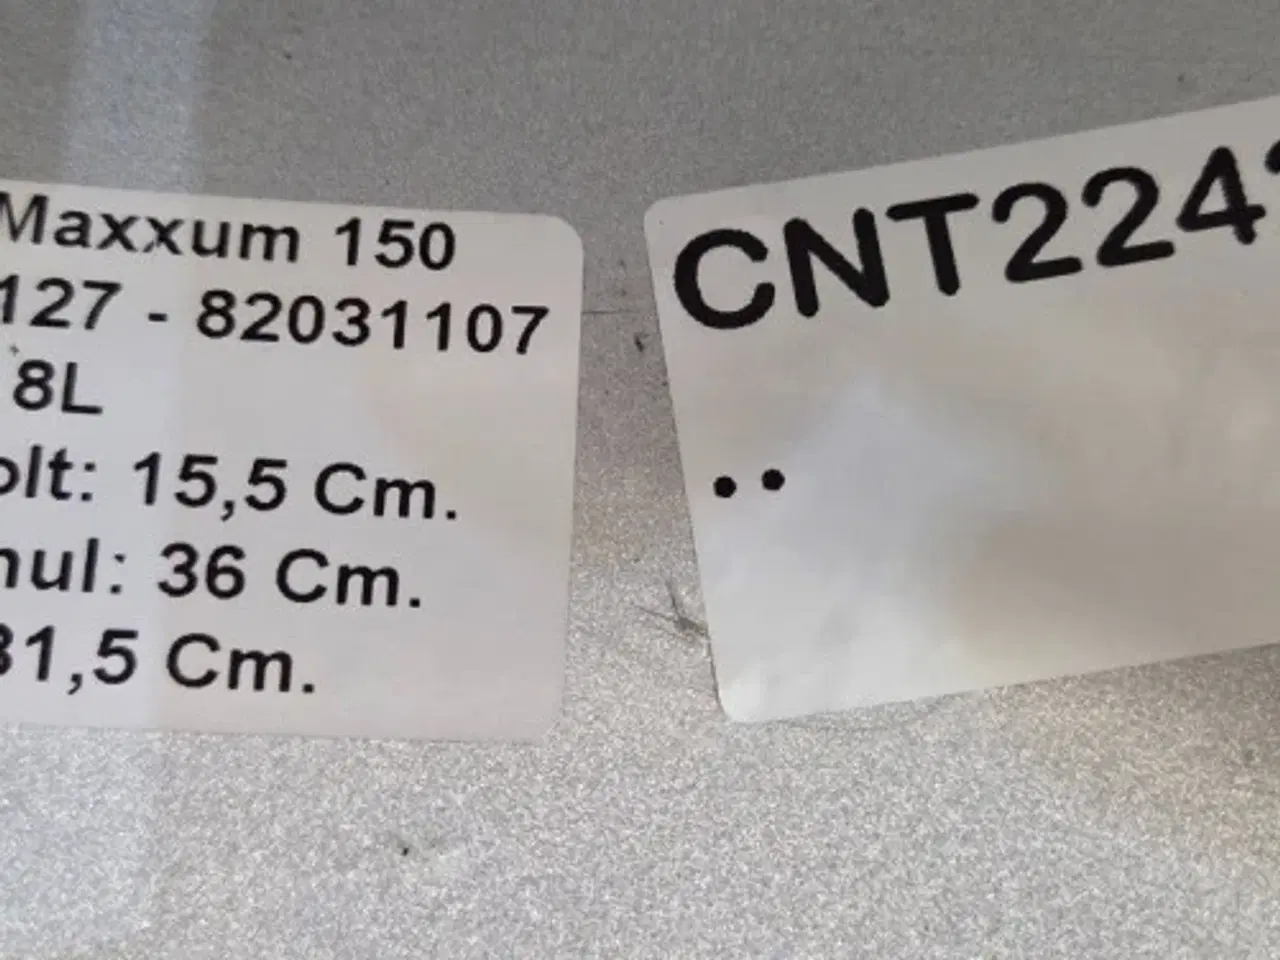 Maxxum 150
127 - 82031107
8L
olt: 15,5 Cm.
hul: 36 Cm.
31,5 Cm.
CNT224
..